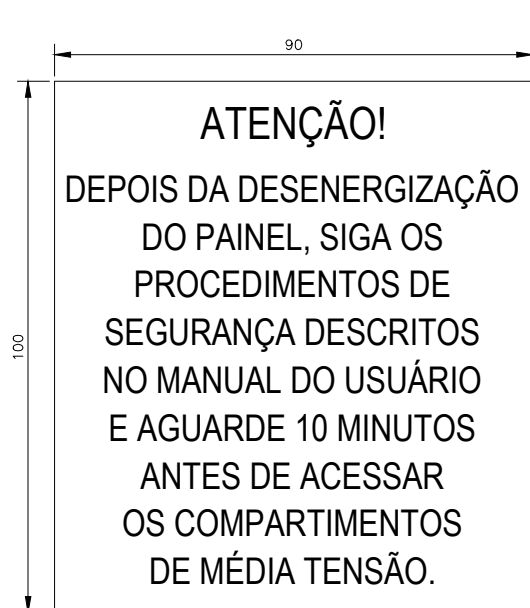 90
100
ATENÇÃO!
DEPOIS DA DESENERGIZAÇÃO
DO PAINEL, SIGA OS
PROCEDIMENTOS DE
SEGURANÇA DESCRITOS
NO MANUAL DO USUÁRIO
E AGUARDE 10 MINUTOS
ANTES DE ACESSAR
OS COMPARTIMENTOS
DE MÉDIA TENSÃO.